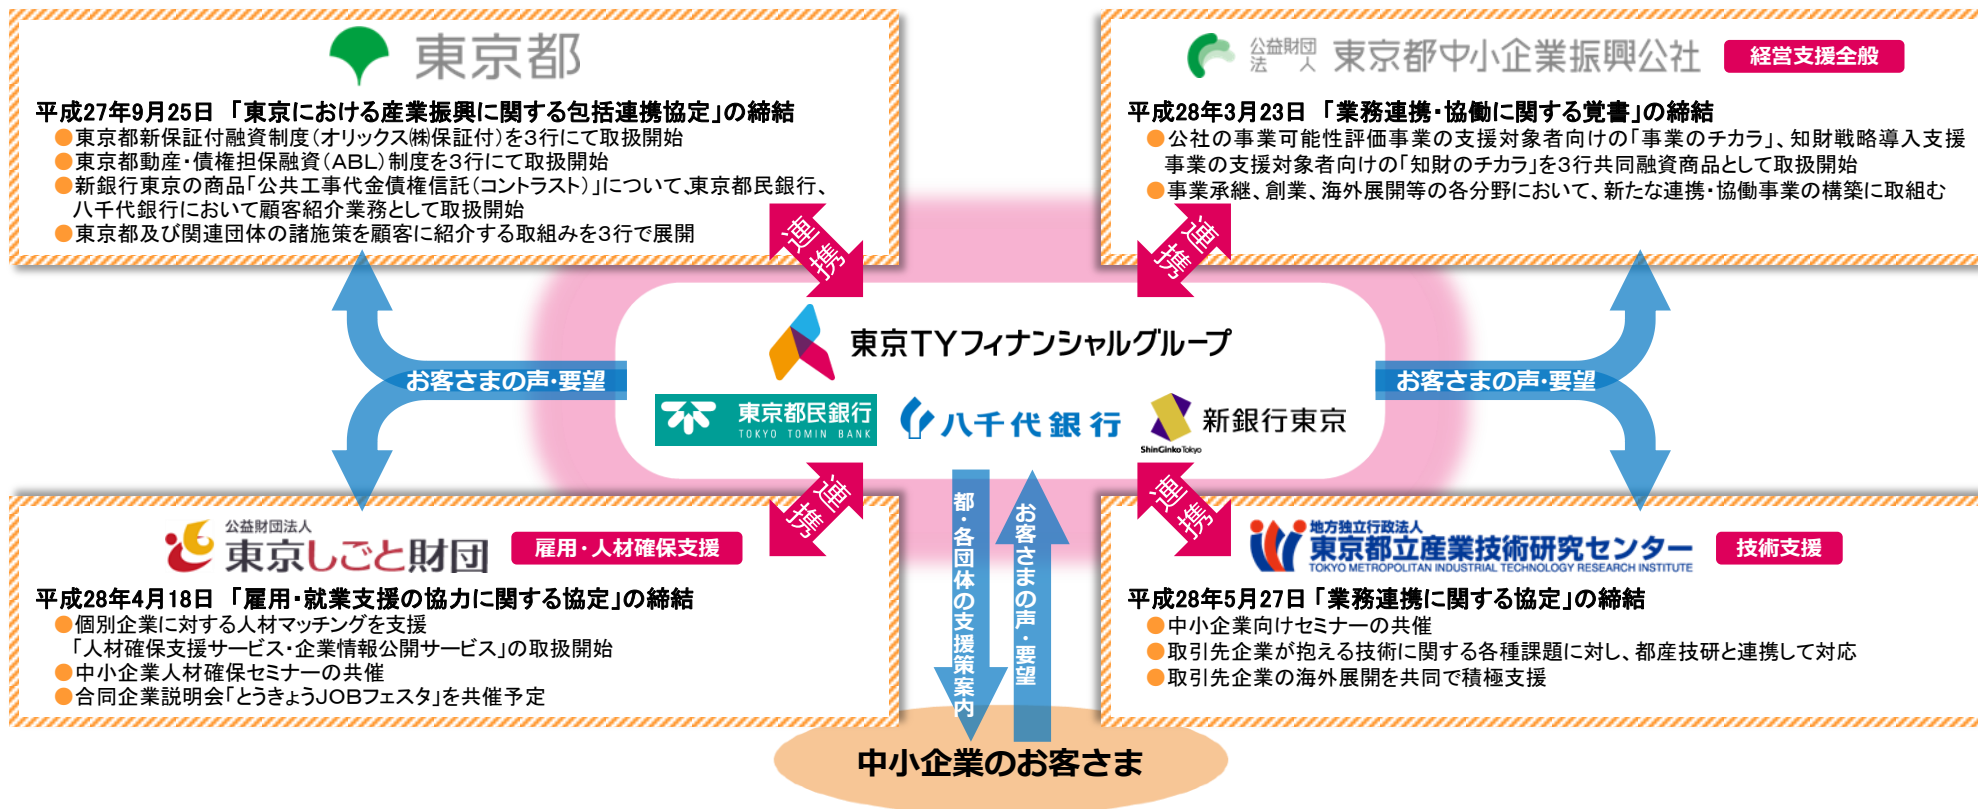 東京都
平成27年9月25日 「東京における産業振興に関する包括連携協定」の締結
●東京都新保証付融資制度(オリックス㈱保証付)を3行にて取扱開始
●東京都動産・債権担保融資(ABL)制度を3行にて取扱開始
●新銀行東京の商品「公共工事代金債権信託(コントラスト)」について、東京都民銀行、
八千代銀行において顧客紹介業務として取扱開始
●東京都及び関連団体の諸施策を顧客に紹介する取組みを3行で展開
公益財団法人 東京都中小企業振興公社 経営支援全般
平成28年3月23日 「業務連携・協働に関する覚書」の締結
●公社の事業可能性評価事業の支援対象者向けの「事業のチカラ」、知財戦略導入支援
事業の支援対象者向けの「知財のチカラ」を3行共同融資商品として取扱開始
●事業承継、創業、海外展開等の各分野において、新たな連携・協働事業の構築に取組む
連携
連携
東京TYフィナンシャルグループ
お客さまの声・要望
お客さまの声・要望
東京都民銀行
TOKYO TOMIN BANK
八千代銀行
新銀行東京
ShinGinko Tokyo
連携
連携
都・各団体の支援策案内
お客さまの声・要望
公益財団法人
東京しごと財団 雇用・人材確保支援
平成28年4月18日 「雇用・就業支援の協力に関する協定」の締結
●個別企業に対する人材マッチングを支援
「人材確保支援サービス・企業情報公開サービス」の取扱開始
●中小企業人材確保セミナーの共催
●合同企業説明会「とうきょうJOBフェスタ」を共催予定
地方独立行政法人
東京都立産業技術研究センター 技術支援
TOKYO METROPOLITAN INDUSTRIAL TECHNOLOGY RESEARCH INSTITUTE
平成28年5月27日「業務連携に関する協定」の締結
●中小企業向けセミナーの共催
●取引先企業が抱える技術に関する各種課題に対し、都産技研と連携して対応
●取引先企業の海外展開を共同で積極支援
中小企業のお客さま